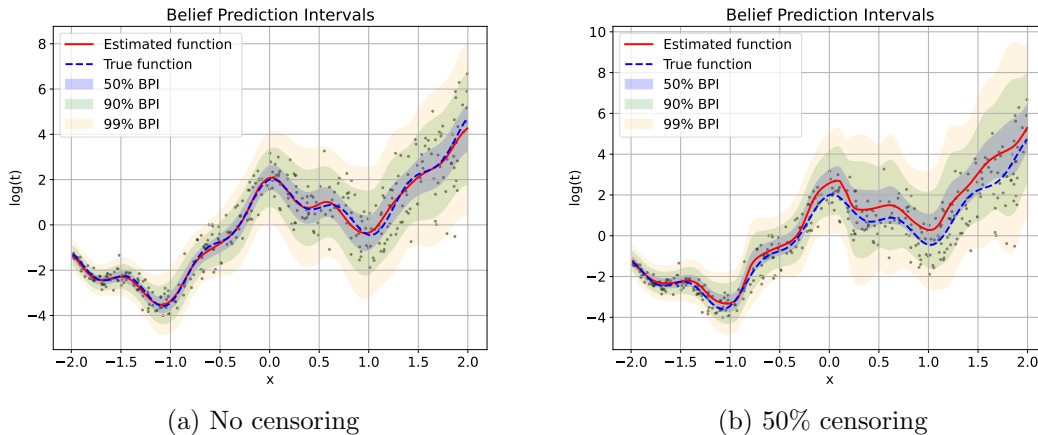 Belief Prediction Intervals
Estimated function
True function
50% BPI
90% BPI
99% BPI
8
6
4
2
0
−2
−4
log(t)
−2.0 −1.5 −1.0 −0.5 0.0 0.5 1.0 1.5 2.0
x
(a) No censoring
Belief Prediction Intervals
Estimated function
True function
50% BPI
90% BPI
99% BPI
10
8
6
4
2
0
−2
−4
log(t)
−2.0 −1.5 −1.0 −0.5 0.0 0.5 1.0 1.5 2.0
x
(b) 50% censoring